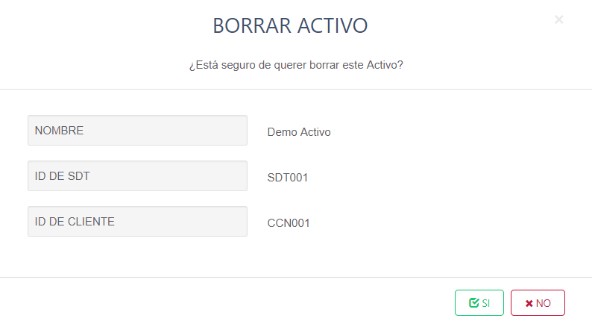 BORRAR ACTIVO
¿Está seguro de querer borrar este Activo?
NOMBRE Demo Activo
ID DE SDT SDT001
ID DE CLIENTE CCN001
SI NO